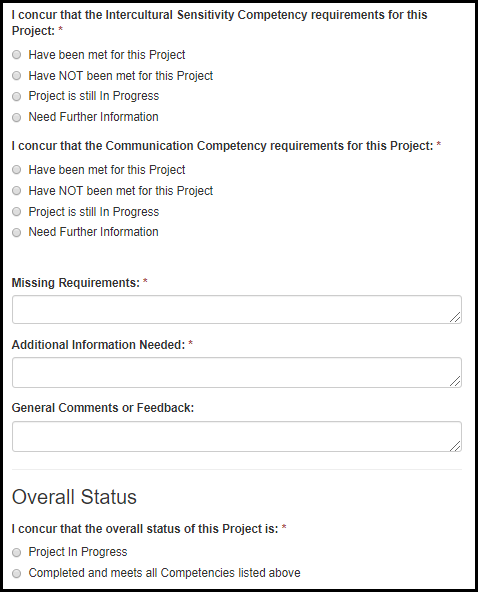 I concur that the Intercultural Sensitivity Competency requirements for this
Project: *
Have been met for this Project
Have NOT been met for this Project
Project is still In Progress
Need Further Information
I concur that the Communication Competency requirements for this Project: *
Have been met for this Project
Have NOT been met for this Project
Project is still In Progress
Need Further Information
Missing Requirements: *
Additional Information Needed: *
General Comments or Feedback:
Overall Status
I concur that the overall status of this Project is: *
Project In Progress
Completed and meets all Competencies listed above